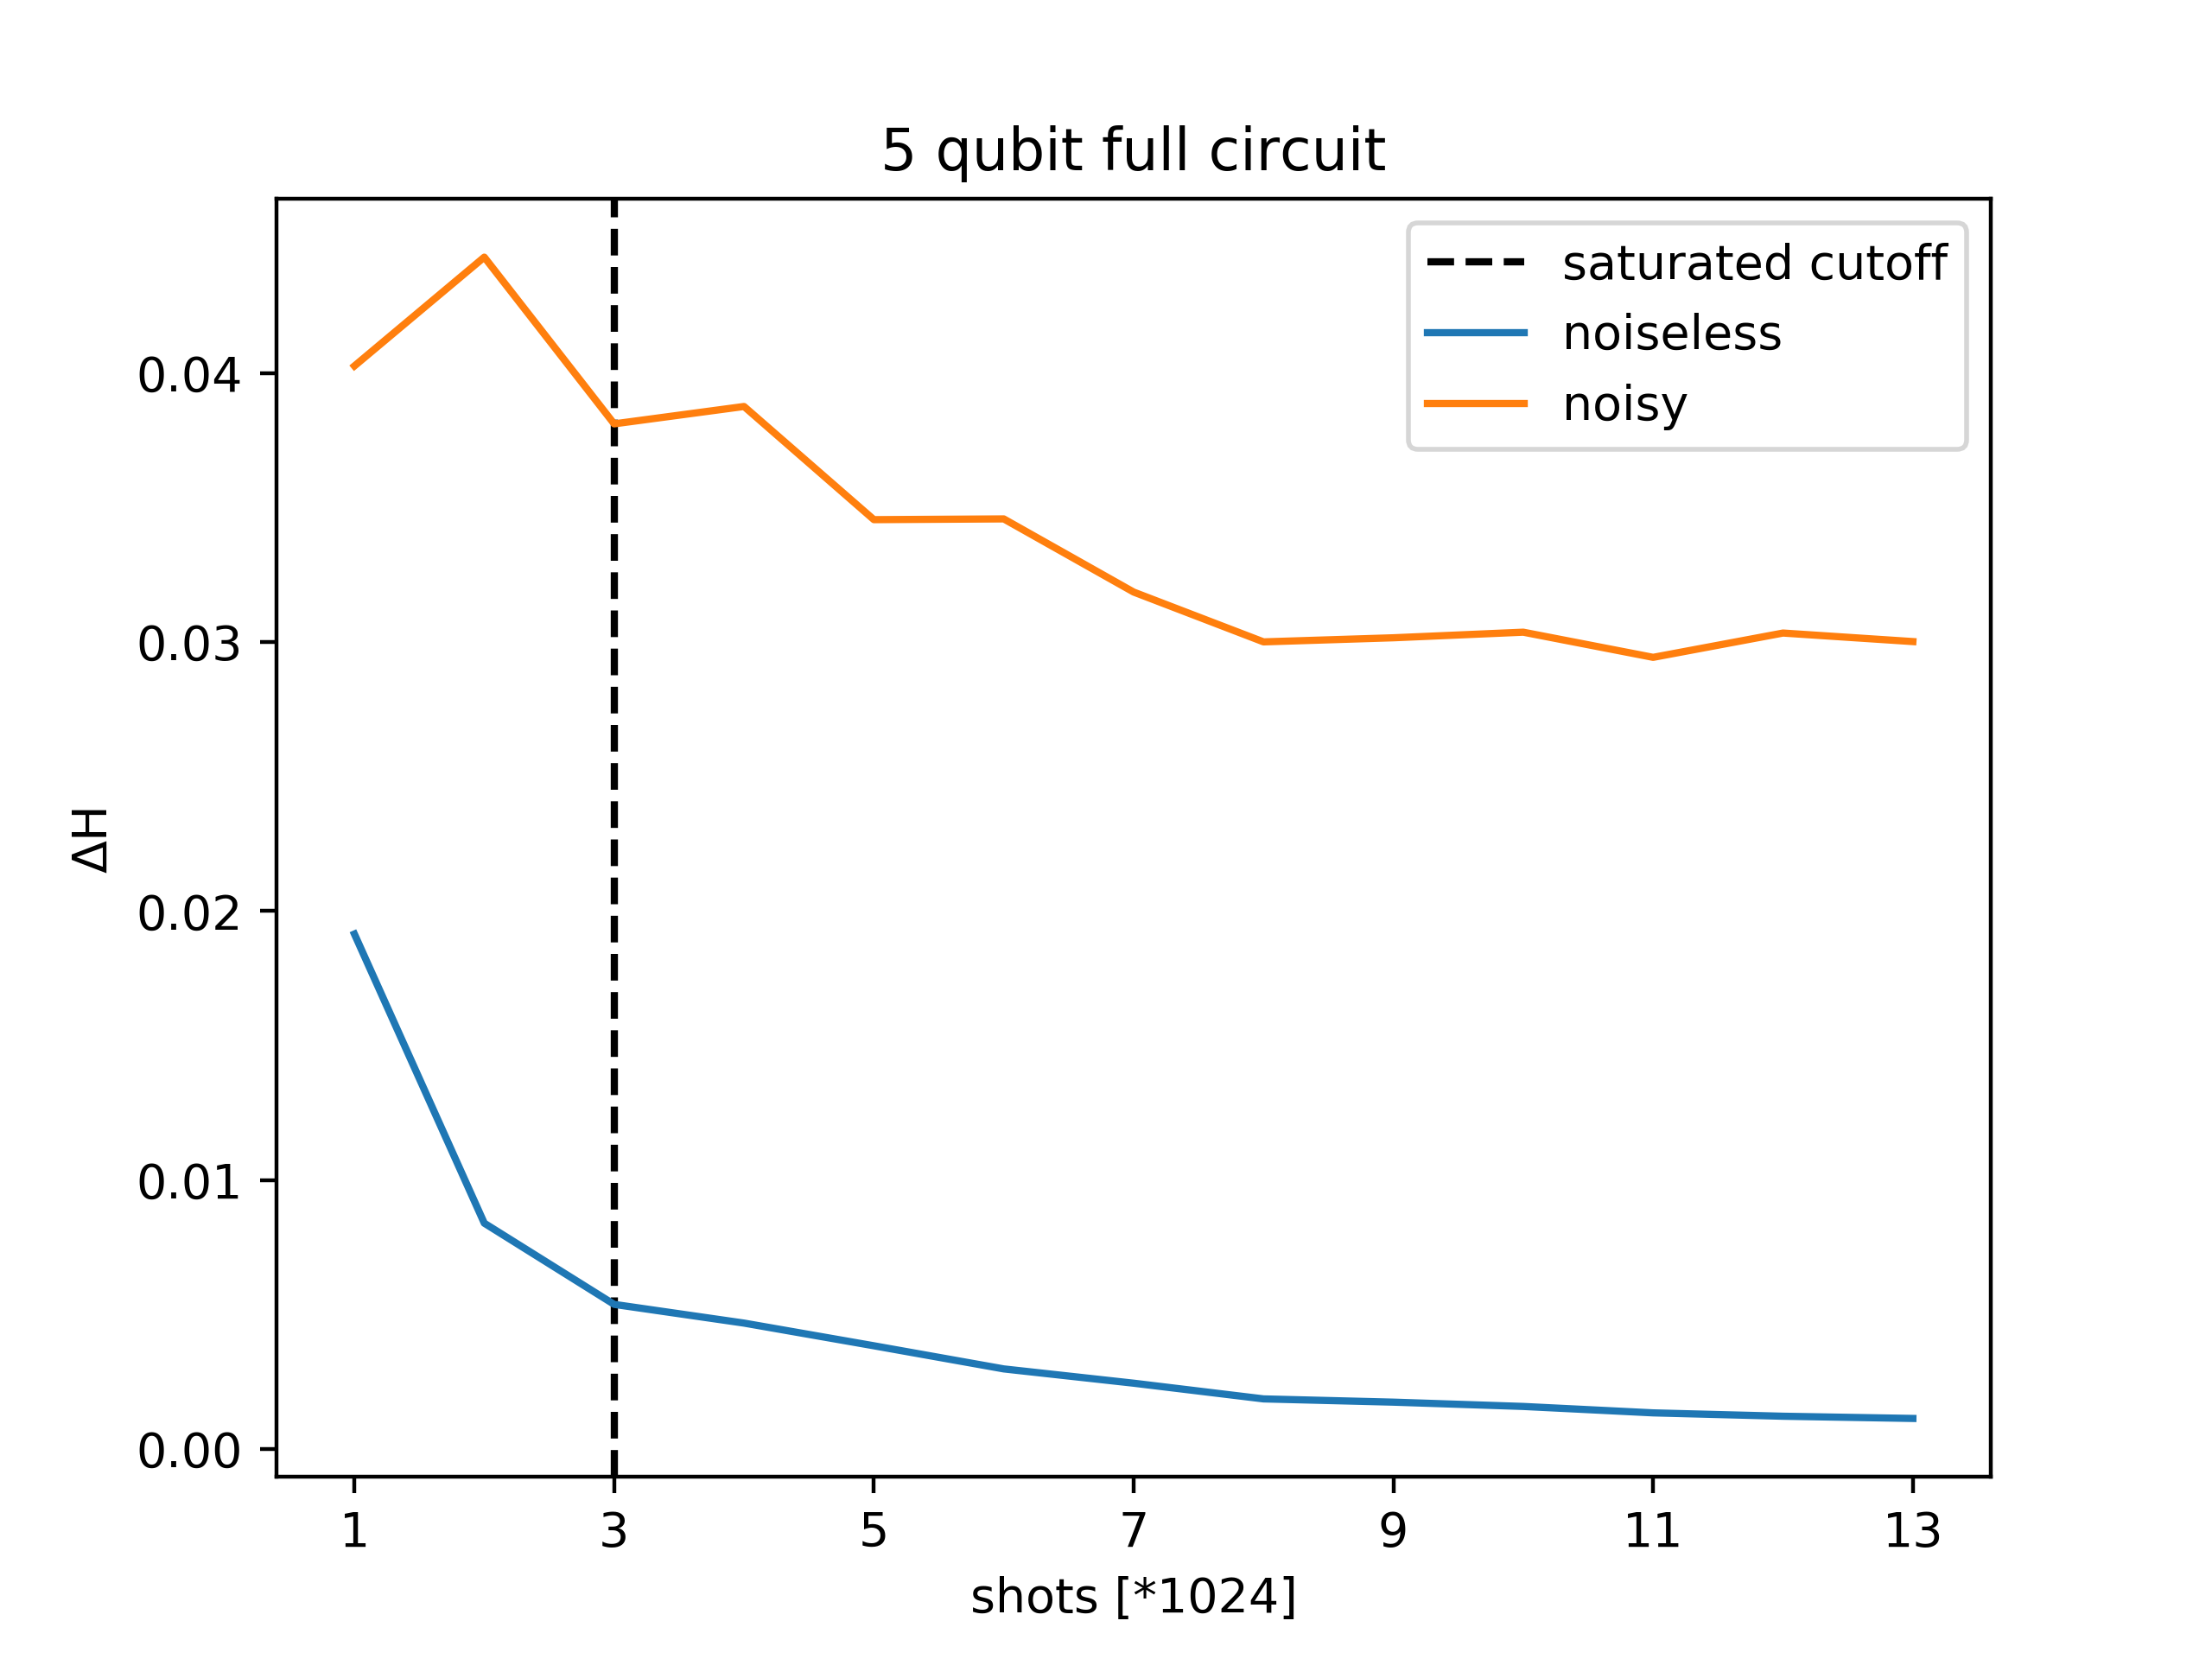 5 qubit full circuit
saturated cutoff
noiseless
noisy
0.04
0.03
0.02
0.01
0.00
ΔH
1 3 5 7 9 11 13
shots [*1024]